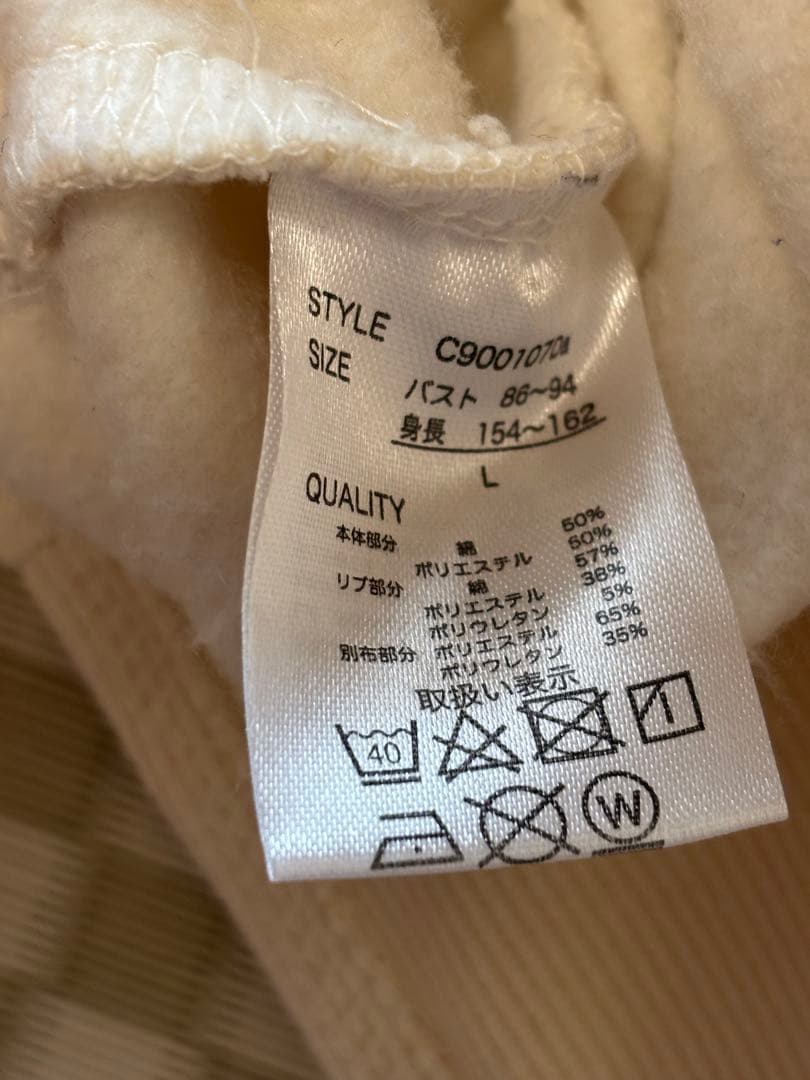 STYLE C9001070a
SIZE バスト 86～94
身長 154～162
L
QUALITY
本体部分 綿 50%
ポリエステル 50%
リブ部分 綿 57%
ポリエステル 38%
ポリウレタン 5%
別布部分 ポリエステル 65%
ポリウレタン 35%
取扱い表示
40
W